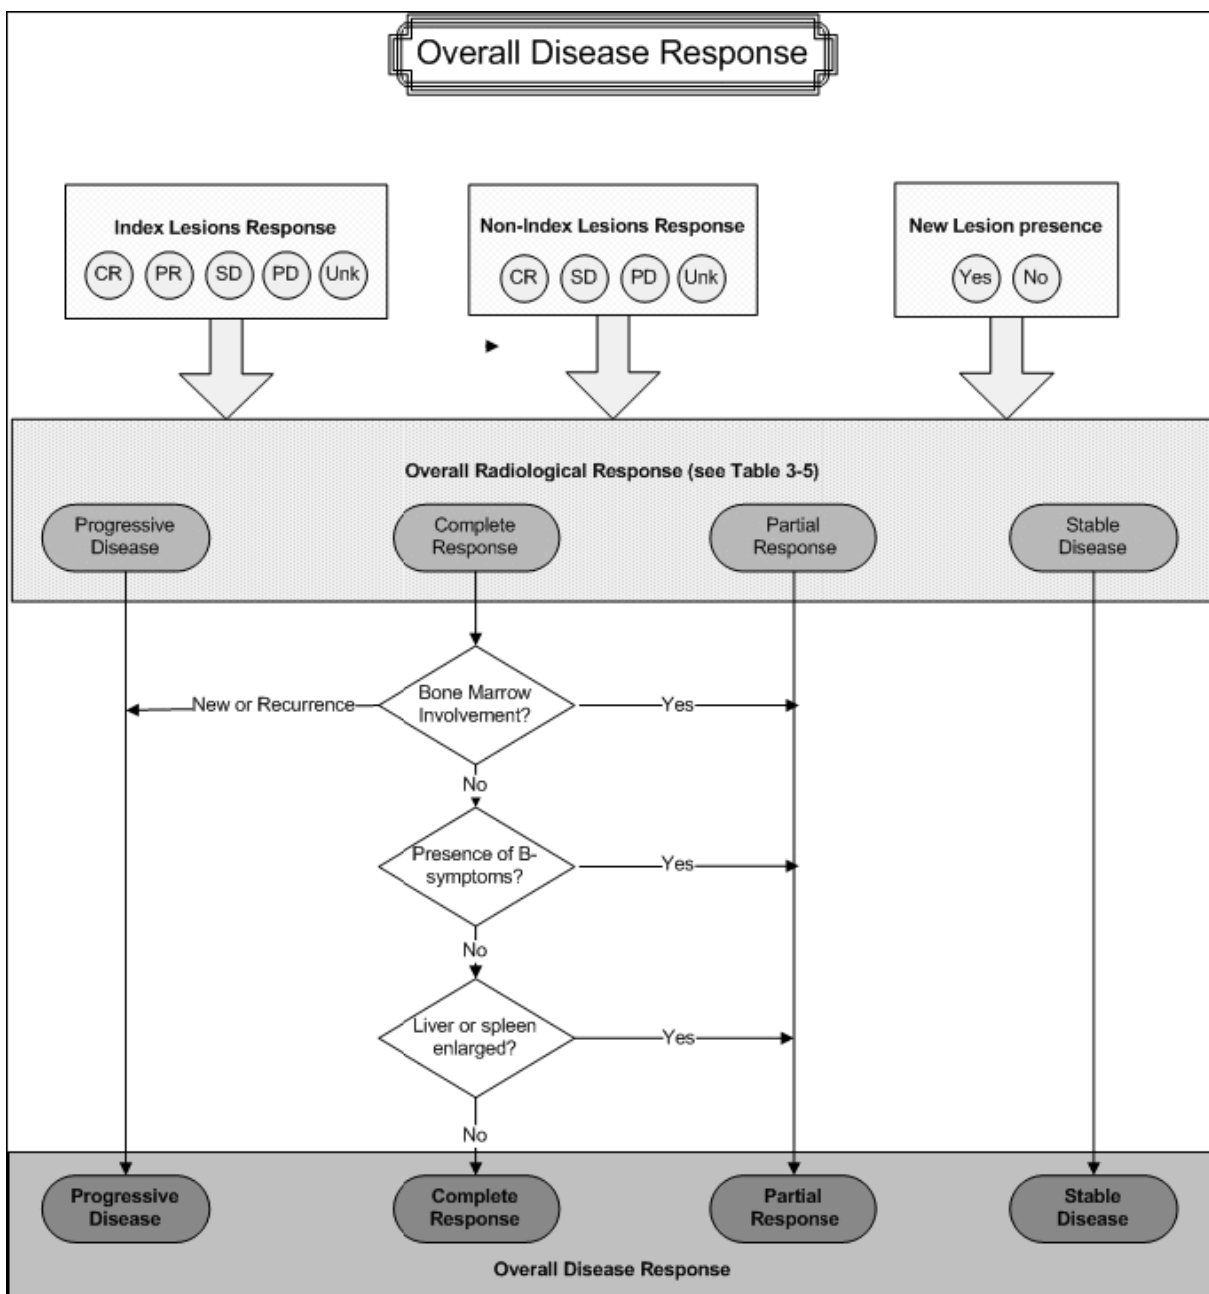 Overall Disease Response
Index Lesions Response
CR PR SD PD Unk
Non-Index Lesions Response
CR SD PD Unk
New Lesion presence
Yes No
Overall Radiological Response (see Table 3-5)
Progressive
Disease
Complete
Response
Partial
Response
Stable
Disease
Bone Marrow
Involvement?
New or Recurrence
Yes
No
Presence of B-
symptoms?
Yes
No
Liver or spleen
enlarged?
Yes
No
Progressive
Disease
Complete
Response
Partial
Response
Stable
Disease
Overall Disease Response